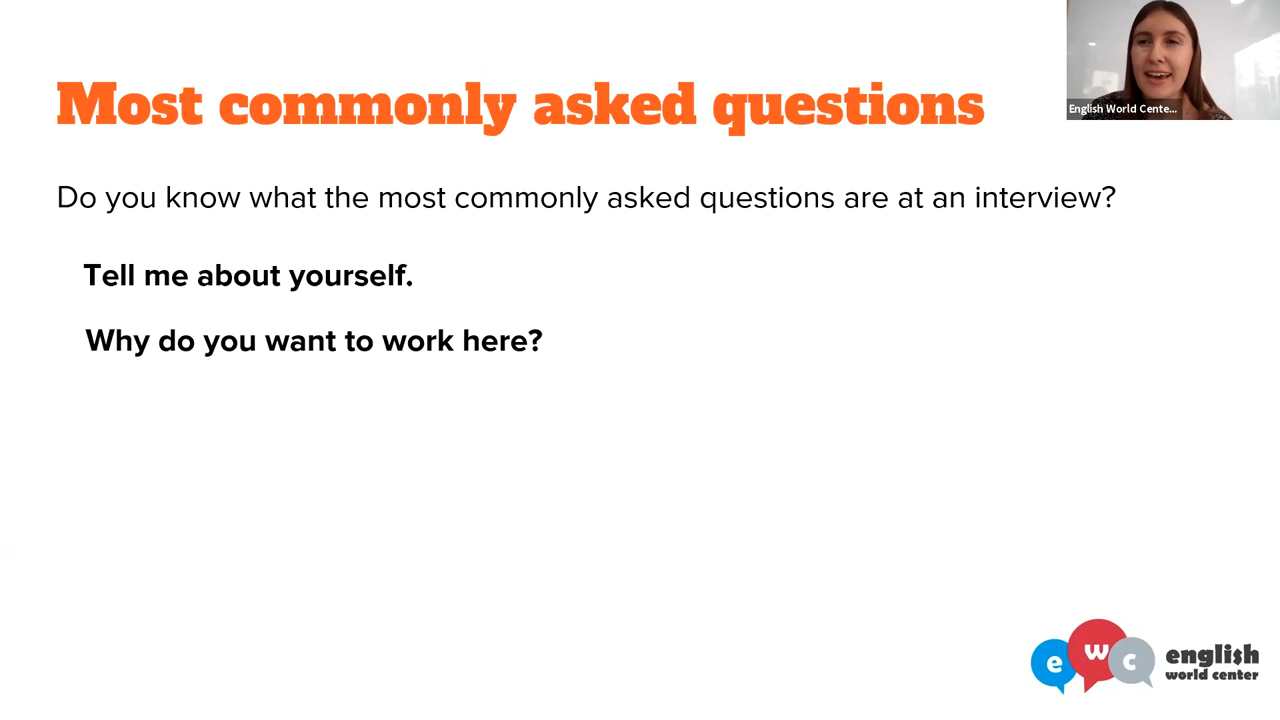 Most commonly asked questions
English World Cente...
Do you know what the most commonly asked questions are at an interview?
Tell me about yourself.
Why do you want to work here?
e w c english
world center